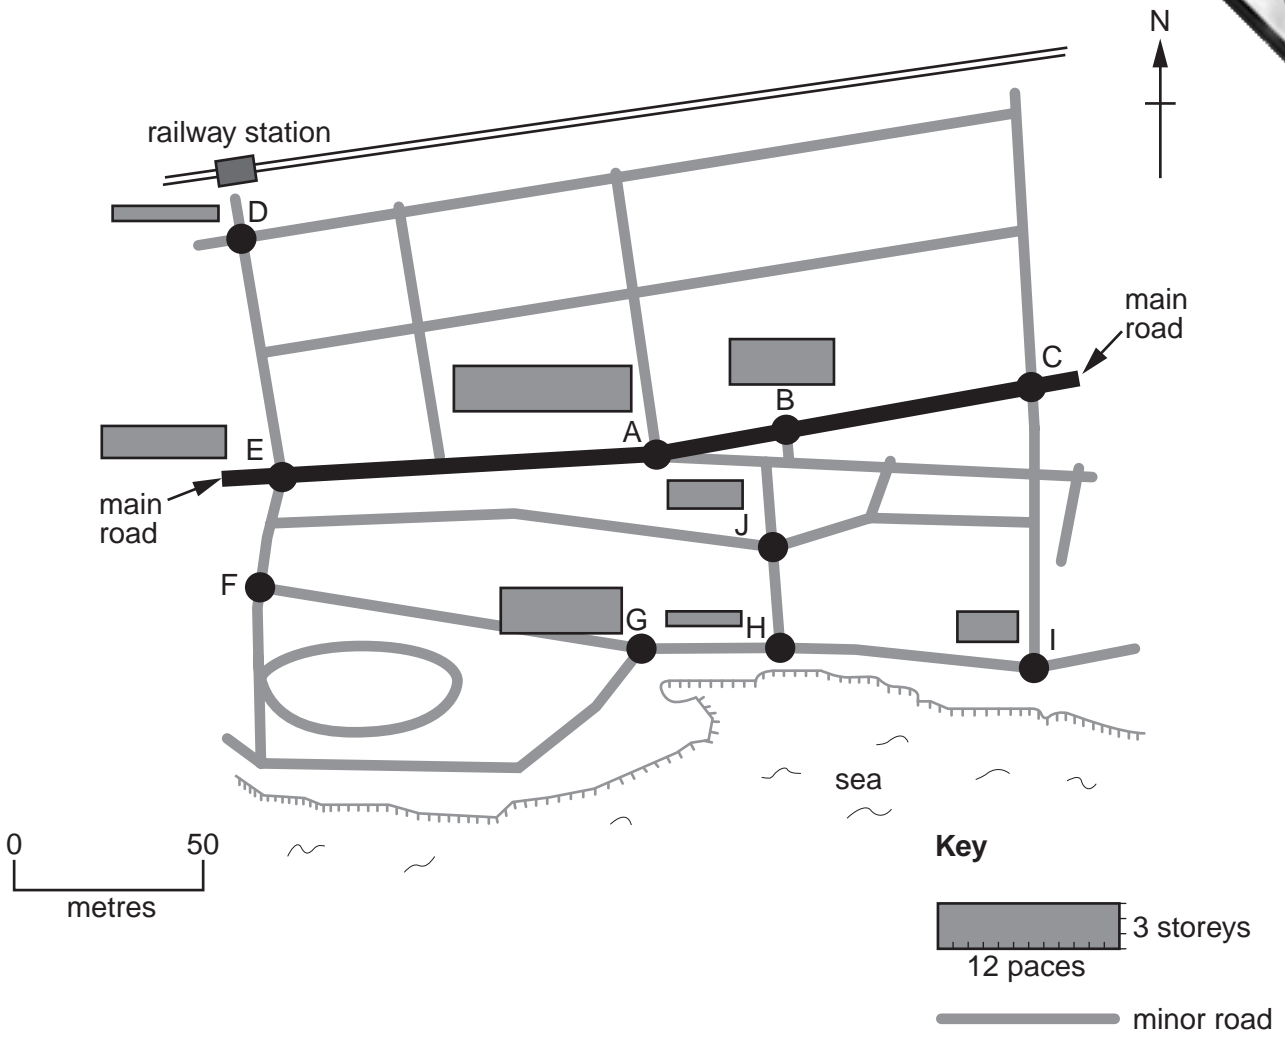 N
railway station
D
main
road
C
B
A
E
main
road
J
F
G
H
I
sea
0 50
metres
Key
3 storeys
12 paces
minor road